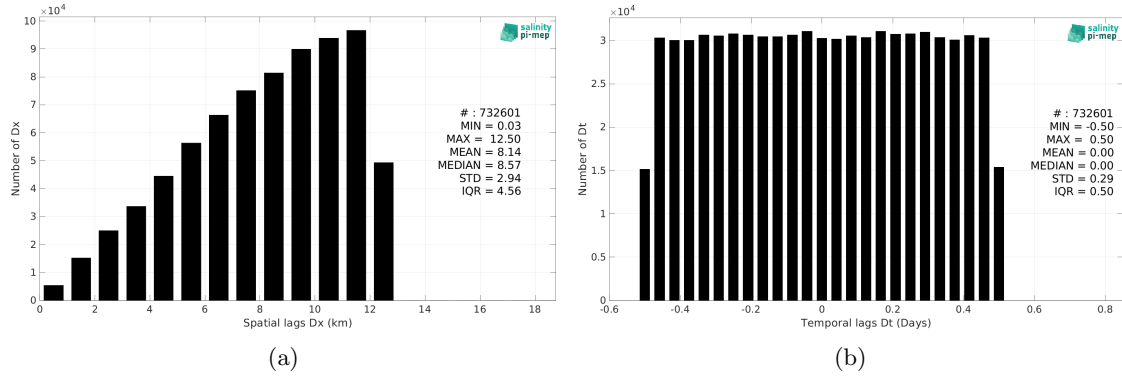 ×10⁴
10
9
8
7
6
5
4
3
2
1
0
Number of Dx
salinity
pi-mep
# : 732601
MIN = 0.03
MAX = 12.50
MEAN = 8.14
MEDIAN = 8.57
STD = 2.94
IQR = 4.56
0 2 4 6 8 10 12 14 16 18
Spatial lags Dx (km)
(a)
×10⁴
3
2.5
2
1.5
1
0.5
0
Number of Dt
salinity
pi-mep
# : 732601
MIN = -0.50
MAX = 0.50
MEAN = 0.00
MEDIAN = 0.00
STD = 0.29
IQR = 0.50
-0.6 -0.4 -0.2 0 0.2 0.4 0.6 0.8
Temporal lags Dt (Days)
(b)